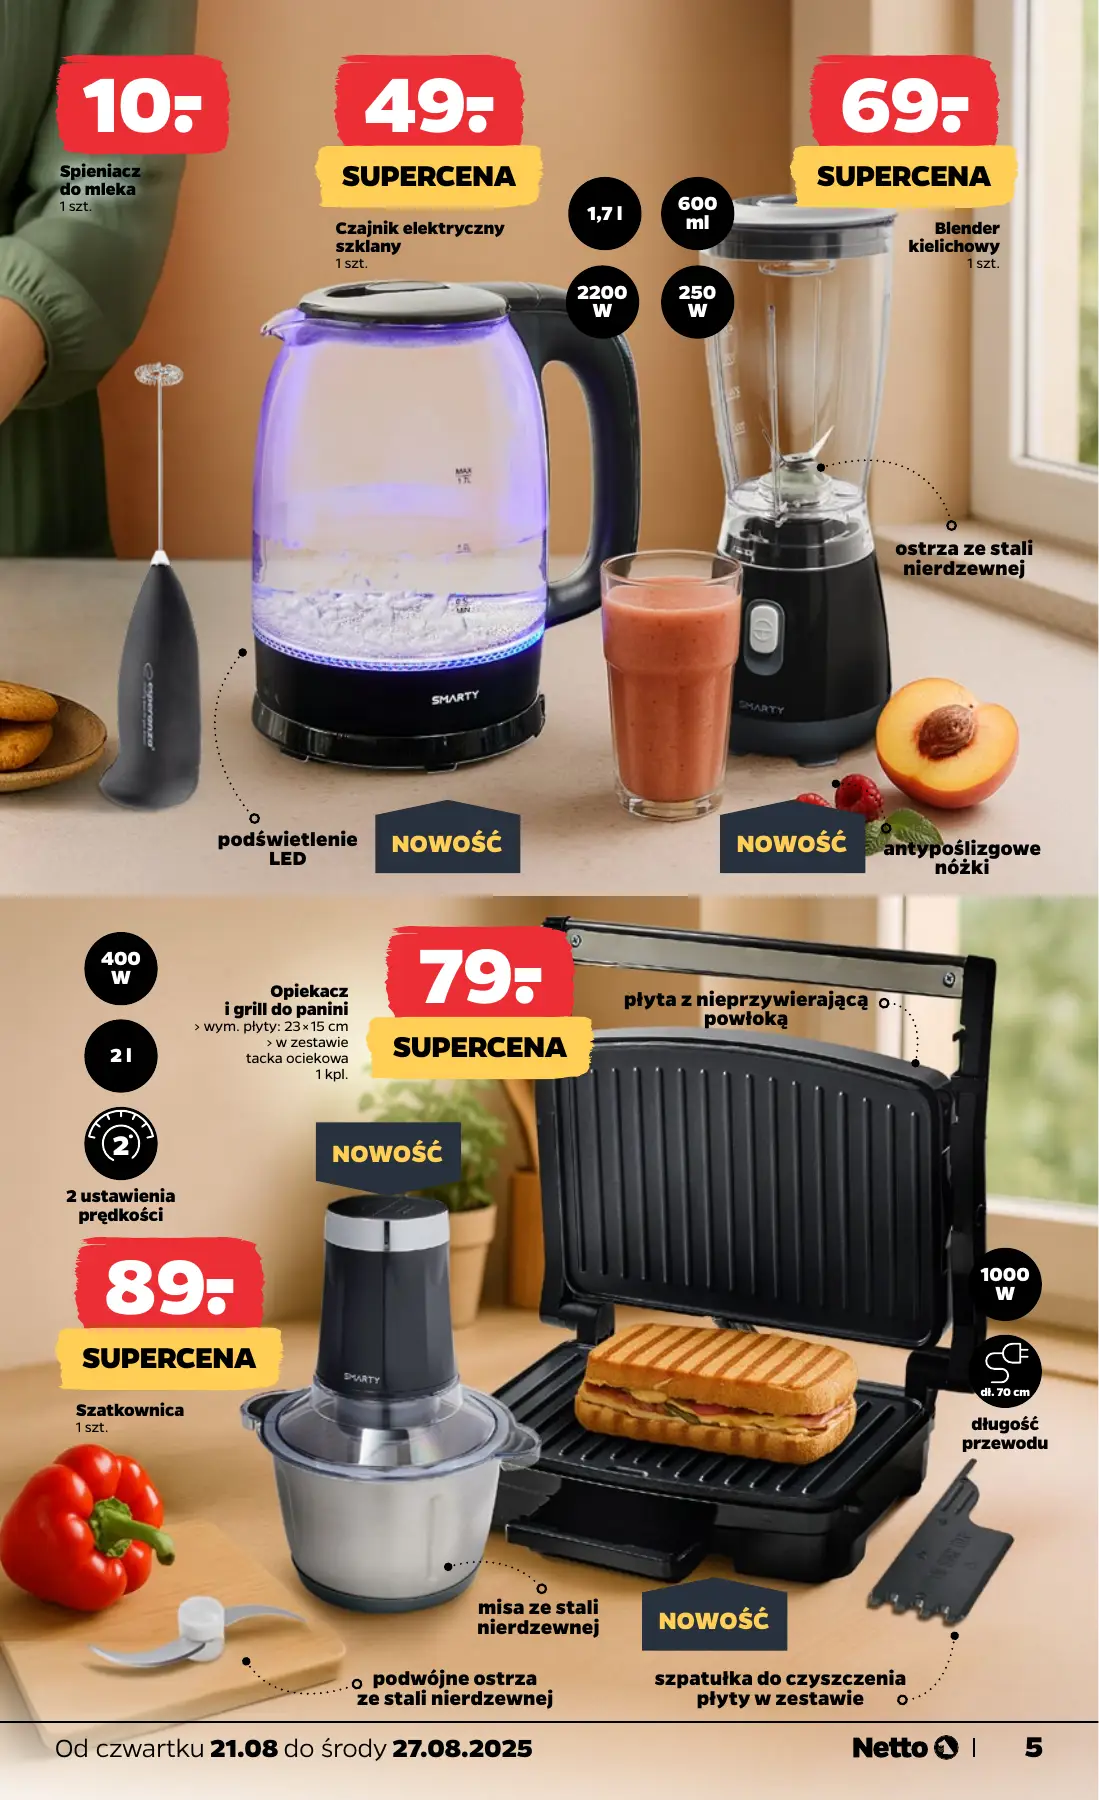 10.-
Spieniacz
do mleka
1 szt.
49.-
SUPERCENA
Czajnik elektryczny
szklany
1 szt.
1,7 l
2200
W
69.-
SUPERCENA
Blender
kielichowy
1 szt.
600
ml
250
W
MAX
1.7L
MIN
SMARTY
esperanza
SMARTY
ostrza ze stali
nierdzewnej
podświetlenie
LED
NOWOŚĆ
NOWOŚĆ
antypoślizgowe
nóżki
400
W
2 l
2
2 ustawienia
prędkości
Opiekacz
i grill do panini
› wym. płyty: 23×15 cm
› w zestawie
tacka ociekowa
1 kpl.
79.-
SUPERCENA
płyta z nieprzywierającą
powłoką
NOWOŚĆ
89.-
SUPERCENA
Szatkownica
1 szt.
SMARTY
1000
W
dł. 70 cm
długość
przewodu
misa ze stali
nierdzewnej
NOWOŚĆ
podwójne ostrza
ze stali nierdzewnej
szpatułka do czyszczenia
płyty w zestawie
Od czwartku 21.08 do środy 27.08.2025
Netto
5